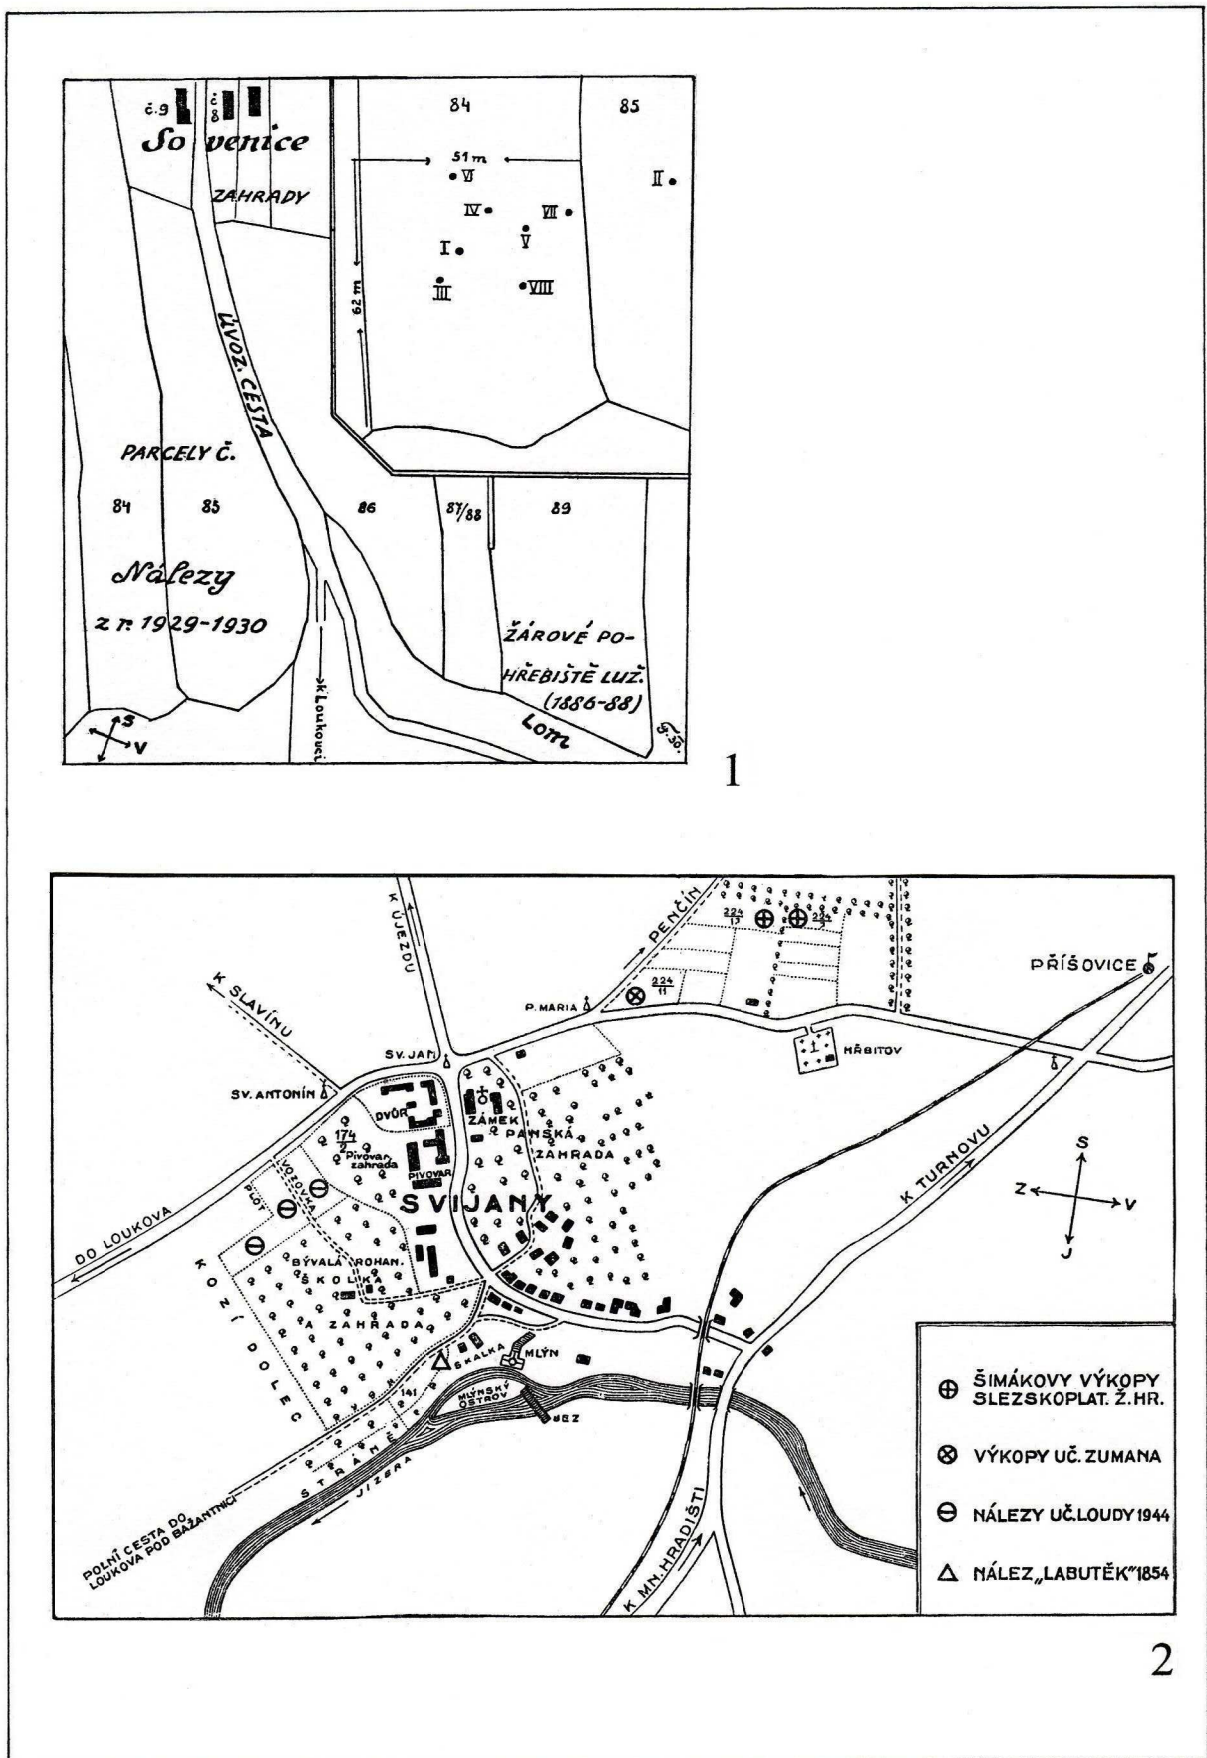 č.9
č 8
Sovenice
ZAHRADY
ÚVOZ. CESTA
84
85
51 m
VI
II
IV
VII
V
I
III
VIII
62 m
PARCELY Č.
84
85
86
87/88
89
Nálezy
z r. 1929-1930
ŽÁROVÉ PO-
HŘEBIŠTĚ LUŽ.
(1886-88)
Lom
K Loukouci
S
V
1
K ÚJEZDU
K SLAVÍNU
PENČÍN
P. MARIA
224
224
224
11
PŘÍŠOVICE
HŘBITOV
SV. JAN
SV. ANTONÍN
DVŮR
ZÁMEK
PANSKÁ
ZAHRADA
174
2
Pivovar.
zahrada
PIVOVAR
VOZOVKA
PLOT
SVIJANY
DO LOUKOVA
KOZÍ DOLEC
BÝVALÁ ROHAN.
ŠKOLKA
A ZAHRADA
SKALKA
MLÝN
MLÝNSKÝ
OSTROV
JEZ
141
STRÁNĚ
JIZERA
POLNÍ CESTA DO
LOUKOVA POD BAŽANTNICÍ
K TURNOVU
K MN. HRADIŠTI
S
Z
V
J
ŠIMÁKOVY VÝKOPY
SLEZSKOPLAT. Ž. HR.
VÝKOPY UČ. ZUMANA
NÁLEZY UČ. LOUDY 1944
NÁLEZ „LABUTĚK" 1854
2